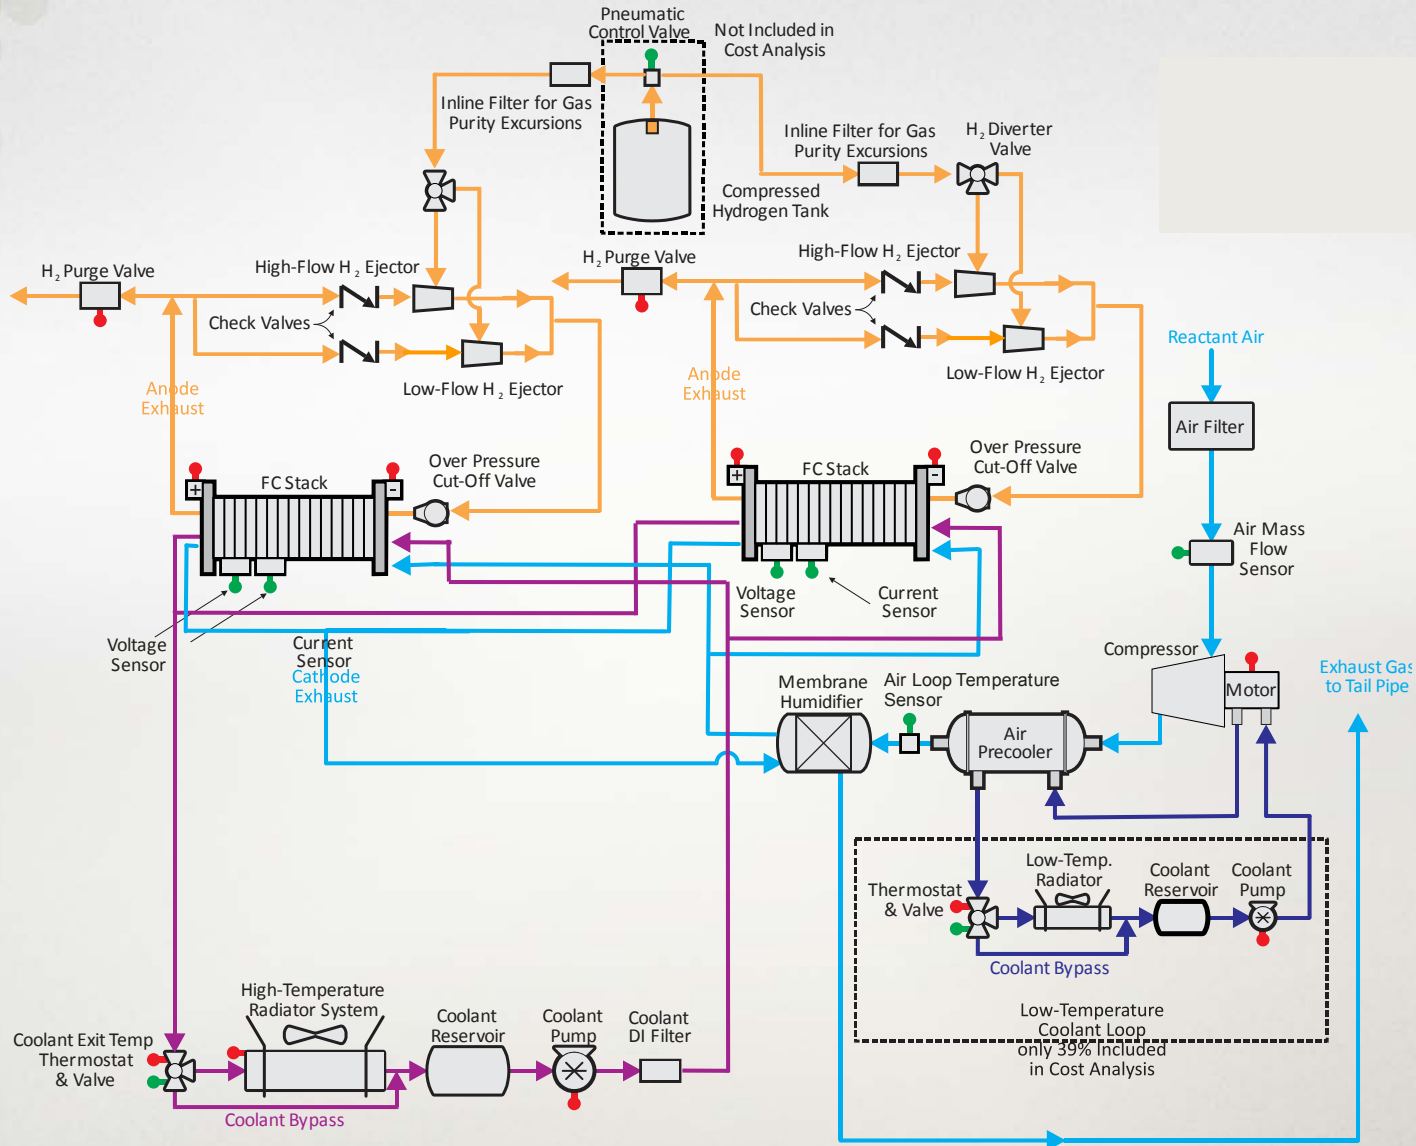 Pneumatic
Control Valve
Not Included in
Cost Analysis
Inline Filter for Gas
Purity Excursions
Inline Filter for Gas
Purity Excursions
H₂ Diverter
Valve
Compressed
Hydrogen Tank
H₂ Purge Valve
High-Flow H₂ Ejector
Check Valves
Low-Flow H₂ Ejector
H₂ Purge Valve
High-Flow H₂ Ejector
Check Valves
Low-Flow H₂ Ejector
Reactant Air
Anode
Exhaust
Anode
Exhaust
Air Filter
+
FC Stack
-
Over Pressure
Cut-Off Valve
+
FC Stack
-
Over Pressure
Cut-Off Valve
Air Mass
Flow
Sensor
Voltage
Sensor
Current
Sensor
Voltage
Sensor
Current
Sensor
Cathode
Exhaust
Membrane
Humidifier
Air Loop Temperature
Sensor
Air
Precooler
Compressor
Motor
Exhaust Gas
to Tail Pipe
Thermostat
& Valve
Low-Temp.
Radiator
Coolant
Reservoir
Coolant
Pump
Coolant Bypass
Low-Temperature
Coolant Loop
only 39% Included
in Cost Analysis
Coolant Exit Temp
Thermostat
& Valve
High-Temperature
Radiator System
Coolant
Reservoir
Coolant
Pump
Coolant
DI Filter
Coolant Bypass